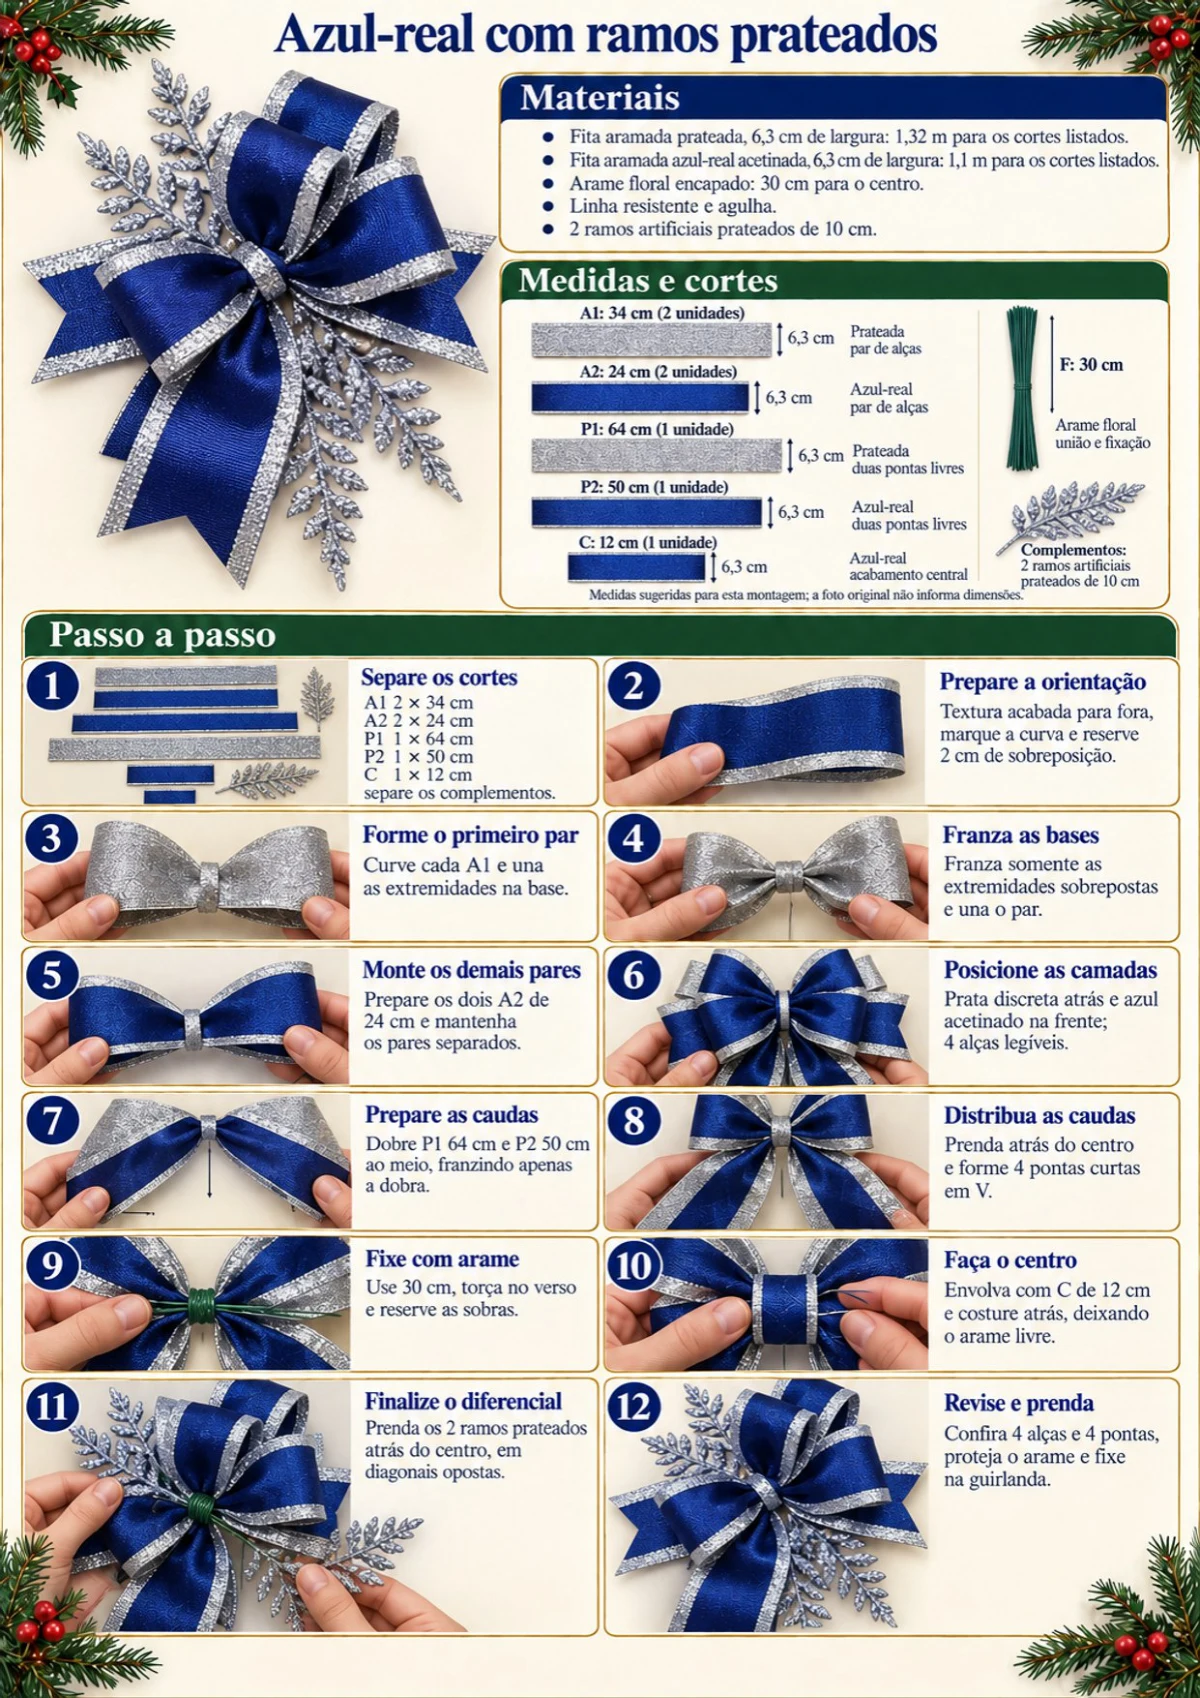 Azul-real com ramos prateados
Materiais
● Fita aramada prateada, 6,3 cm de largura: 1,32 m para os cortes listados.
● Fita aramada azul-real acetinada, 6,3 cm de largura: 1,1 m para os cortes listados.
● Arame floral encapado: 30 cm para o centro.
● Linha resistente e agulha.
● 2 ramos artificiais prateados de 10 cm.
Medidas e cortes
A1: 34 cm (2 unidades)
6,3 cm
Prateada
par de alças
A2: 24 cm (2 unidades)
6,3 cm
Azul-real
par de alças
P1: 64 cm (1 unidade)
6,3 cm
Prateada
duas pontas livres
P2: 50 cm (1 unidade)
6,3 cm
Azul-real
duas pontas livres
C: 12 cm (1 unidade)
6,3 cm
Azul-real
acabamento central
F: 30 cm
Arame floral
união e fixação
Complementos:
2 ramos artificiais
prateados de 10 cm
Medidas sugeridas para esta montagem; a foto original não informa dimensões.
Passo a passo
1
Separe os cortes
A1 2 × 34 cm
A2 2 × 24 cm
P1 1 × 64 cm
P2 1 × 50 cm
C 1 × 12 cm
separe os complementos.
2
Prepare a orientação
Textura acabada para fora,
marque a curva e reserve
2 cm de sobreposição.
3
Forme o primeiro par
Curve cada A1 e una
as extremidades na base.
4
Franza as bases
Franza somente as
extremidades sobrepostas
e una o par.
5
Monte os demais pares
Prepare os dois A2 de
24 cm e mantenha
os pares separados.
6
Posicione as camadas
Prata discreta atrás e azul
acetinado na frente;
4 alças legíveis.
7
Prepare as caudas
Dobre P1 64 cm e P2 50 cm
ao meio, franzindo apenas
a dobra.
8
Distribua as caudas
Prenda atrás do centro
e forme 4 pontas curtas
em V.
9
Fixe com arame
Use 30 cm, torça no verso
e reserve as sobras.
10
Faça o centro
Envolva com C de 12 cm
e costure atrás, deixando
o arame livre.
11
Finalize o diferencial
Prenda os 2 ramos prateados
atrás do centro, em
diagonais opostas.
12
Revise e prenda
Confira 4 alças e 4 pontas,
proteja o arame e fixe
na guirlanda.